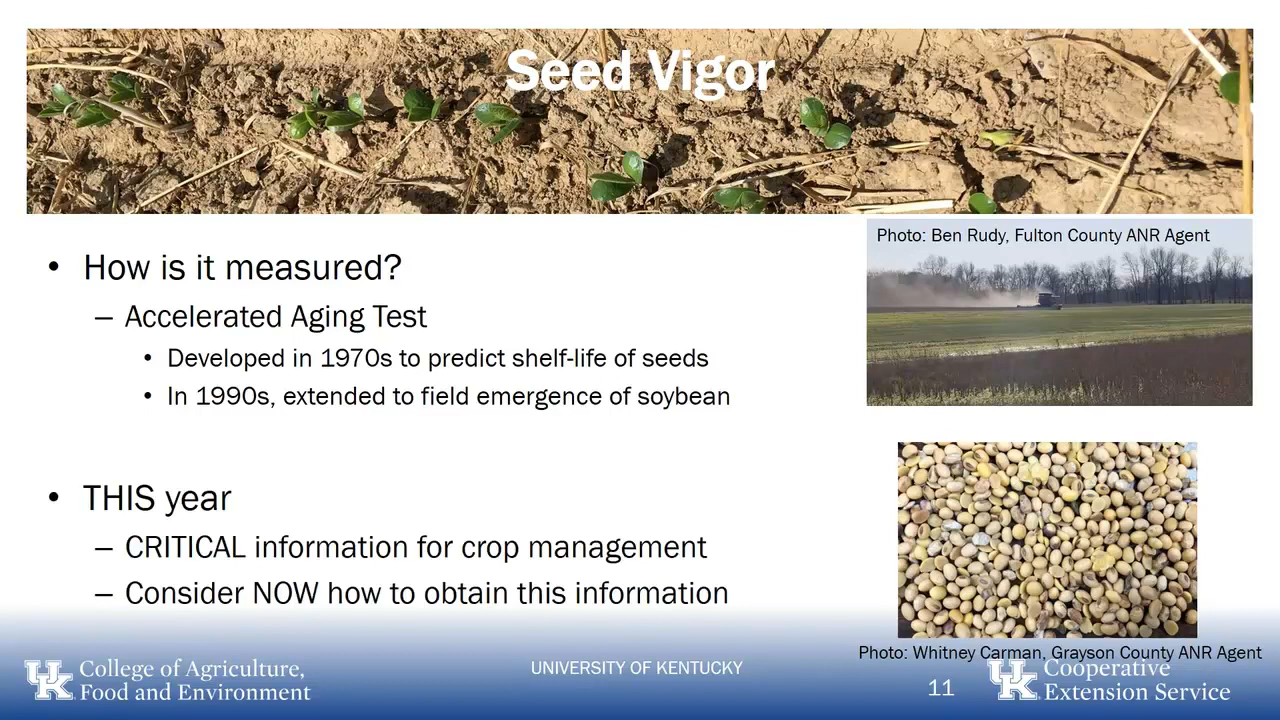 Seed Vigor
Photo: Ben Rudy, Fulton County ANR Agent
• How is it measured?
– Accelerated Aging Test
• Developed in 1970s to predict shelf-life of seeds
• In 1990s, extended to field emergence of soybean
• THIS year
– CRITICAL information for crop management
– Consider NOW how to obtain this information
Photo: Whitney Carman, Grayson County ANR Agent
UK College of Agriculture,
Food and Environment
UNIVERSITY OF KENTUCKY
11
UK Cooperative
Extension Service